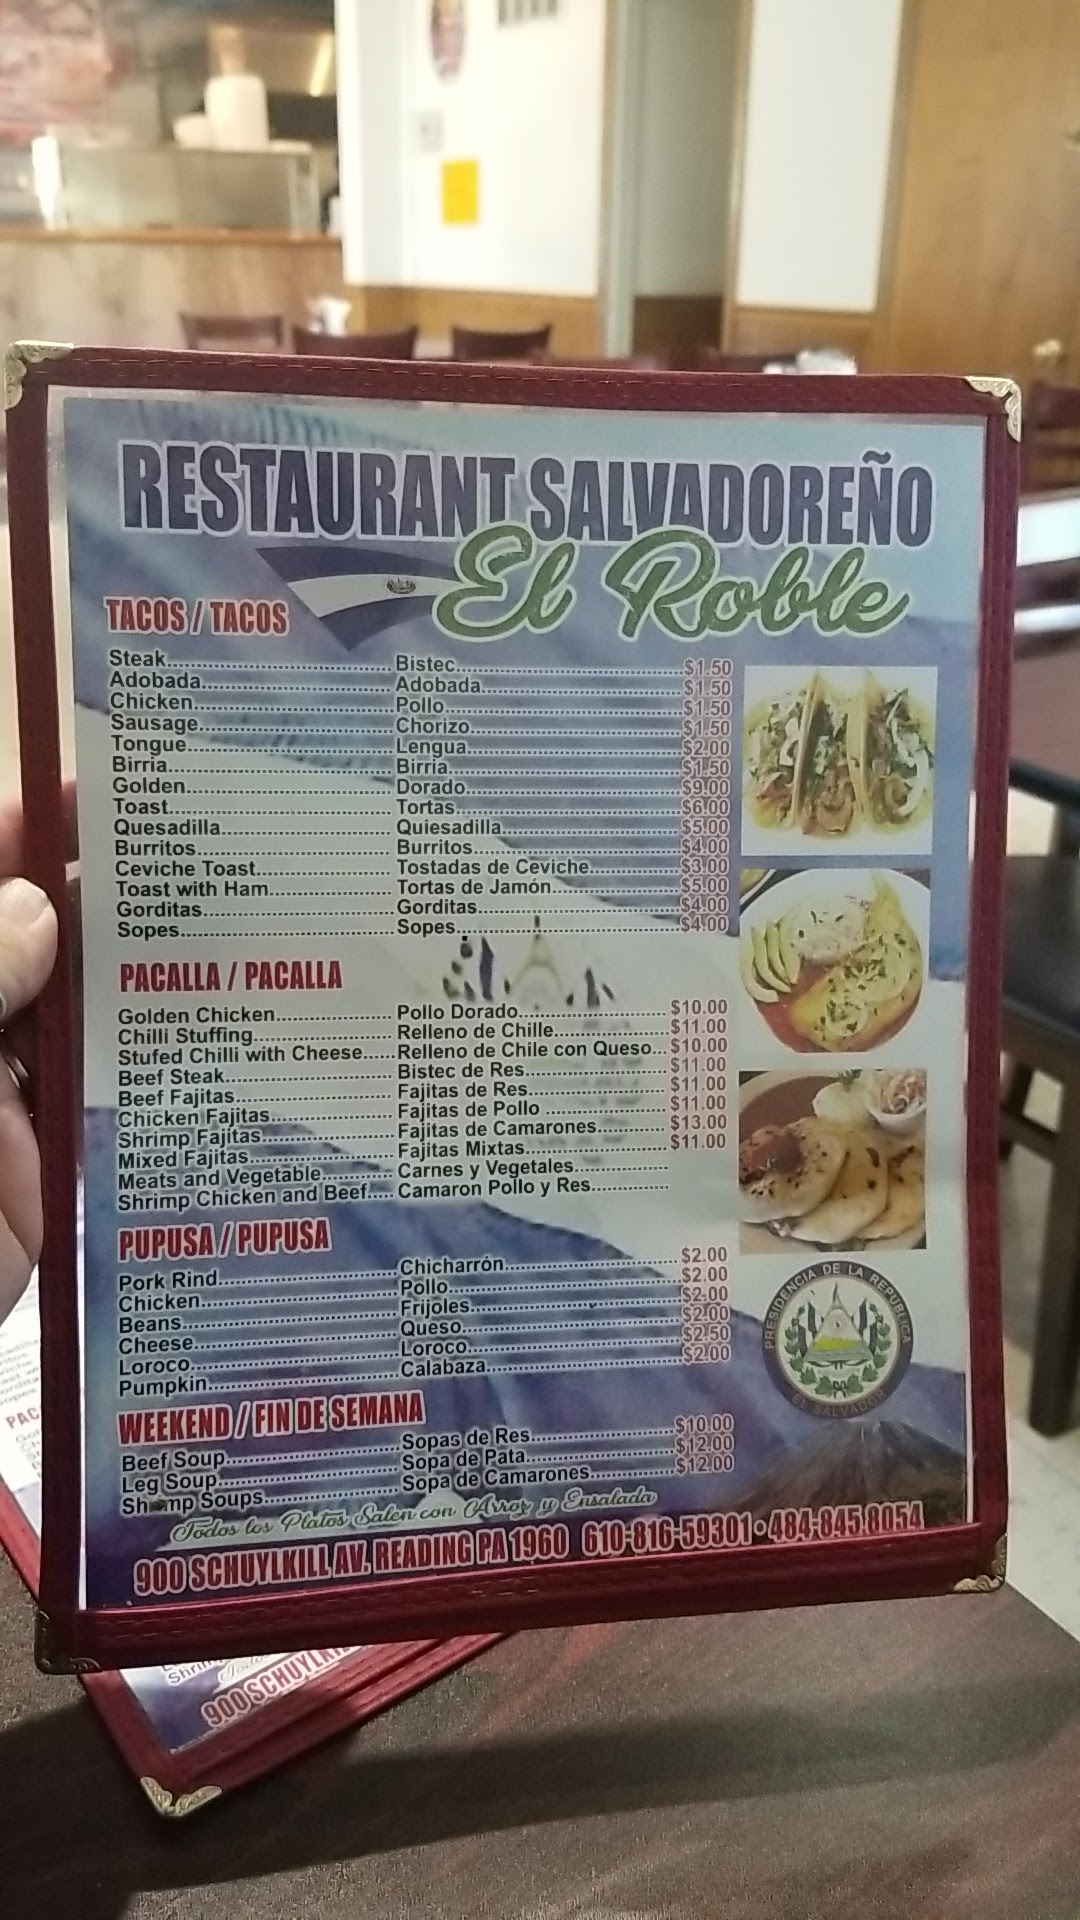 RESTAURANT SALVADOREÑO
El Roble
TACOS / TACOS
Steak Bistec $1.50
Adobada Adobada $1.50
Chicken Pollo $1.50
Sausage Chorizo $1.50
Tongue Lengua $2.00
Birria Birria $1.50
Golden Dorado $9.00
Toast Tortas $6.00
Quesadilla Quiesadilla $5.00
Burritos Burritos $4.00
Ceviche Toast Tostadas de Ceviche $3.00
Toast with Ham Tortas de Jamón $5.00
Gorditas Gorditas $4.00
Sopes Sopes $4.00
PACALLA / PACALLA
Golden Chicken Pollo Dorado $10.00
Chilli Stuffing Relleno de Chille $11.00
Stufed Chilli with Cheese Relleno de Chile con Queso $10.00
Beef Steak Bistec de Res $11.00
Beef Fajitas Fajitas de Res $11.00
Chicken Fajitas Fajitas de Pollo $11.00
Shrimp Fajitas Fajitas de Camarones $13.00
Mixed Fajitas Fajitas Mixtas $11.00
Meats and Vegetable Carnes y Vegetales
Shrimp Chicken and Beef Camaron Pollo y Res
PUPUSA / PUPUSA
Pork Rind Chicharrón $2.00
Chicken Pollo $2.00
Beans Frijoles $2.00
Cheese Queso $2.00
Loroco Loroco $2.50
Pumpkin Calabaza $2.00
PRESIDENCIA DE LA REPUBLICA
EL SALVADOR
WEEKEND / FIN DE SEMANA
Beef Soup Sopas de Res $10.00
Leg Soup Sopa de Pata $12.00
Shrimp Soups Sopa de Camarones $12.00
Todos los Platos Salen con Arroz y Ensalada
900 SCHUYLKILL AV. READING PA 1960 610-816-59301 • 484-845 8054
900 SCHUYLKIL